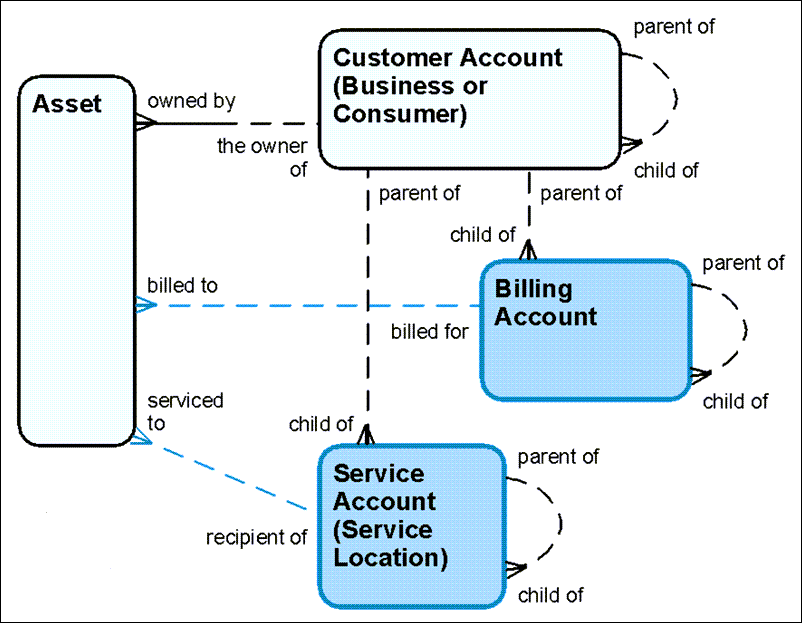 parent of
Customer Account
(Business or
Consumer)
Asset
owned by
the owner
of
child of
parent of
parent of
child of
parent of
billed to
Billing
Account
billed for
serviced
to
child of
child of
parent of
Service
Account
(Service
Location)
recipient of
child of